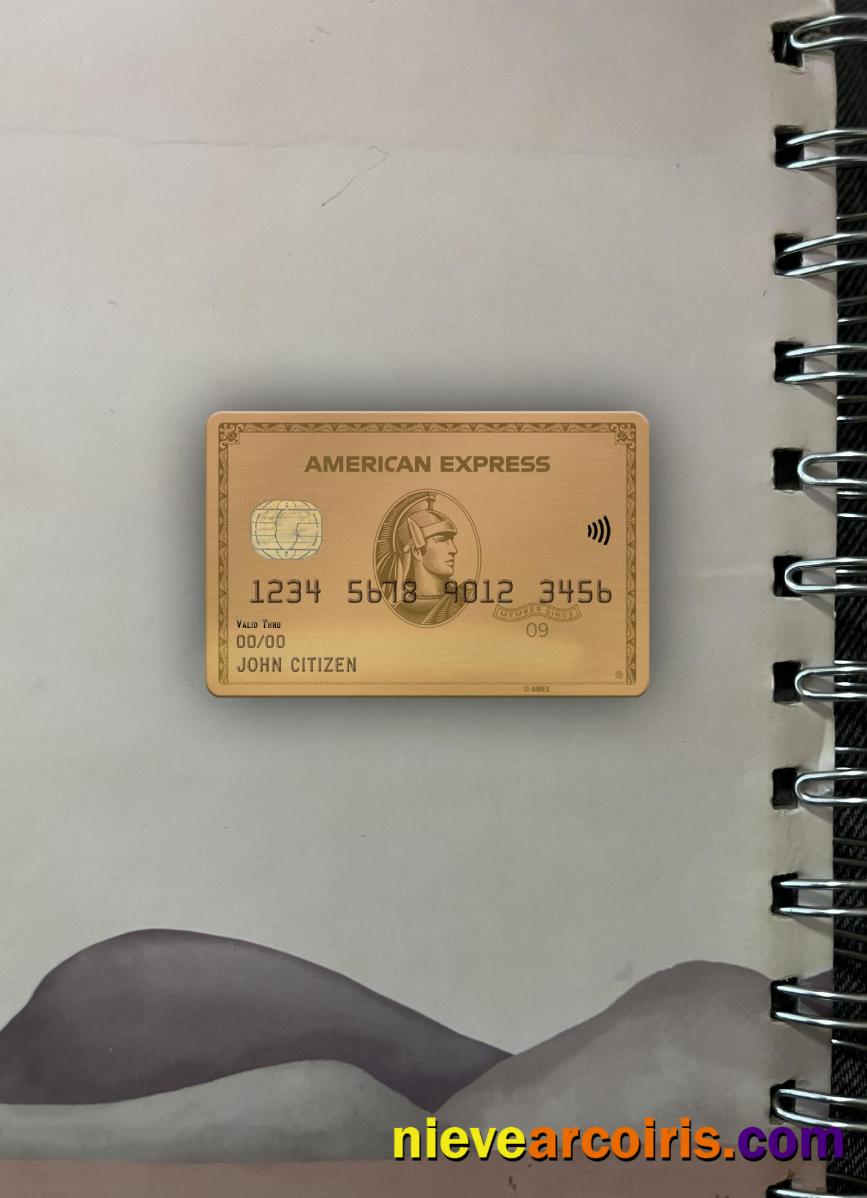 AMERICAN EXPRESS
1234 5678 9012 3456
MEMBER SINCE
VALID THRU
09
00/00
JOHN CITIZEN
®
© AMEX
nievearcoiris.com